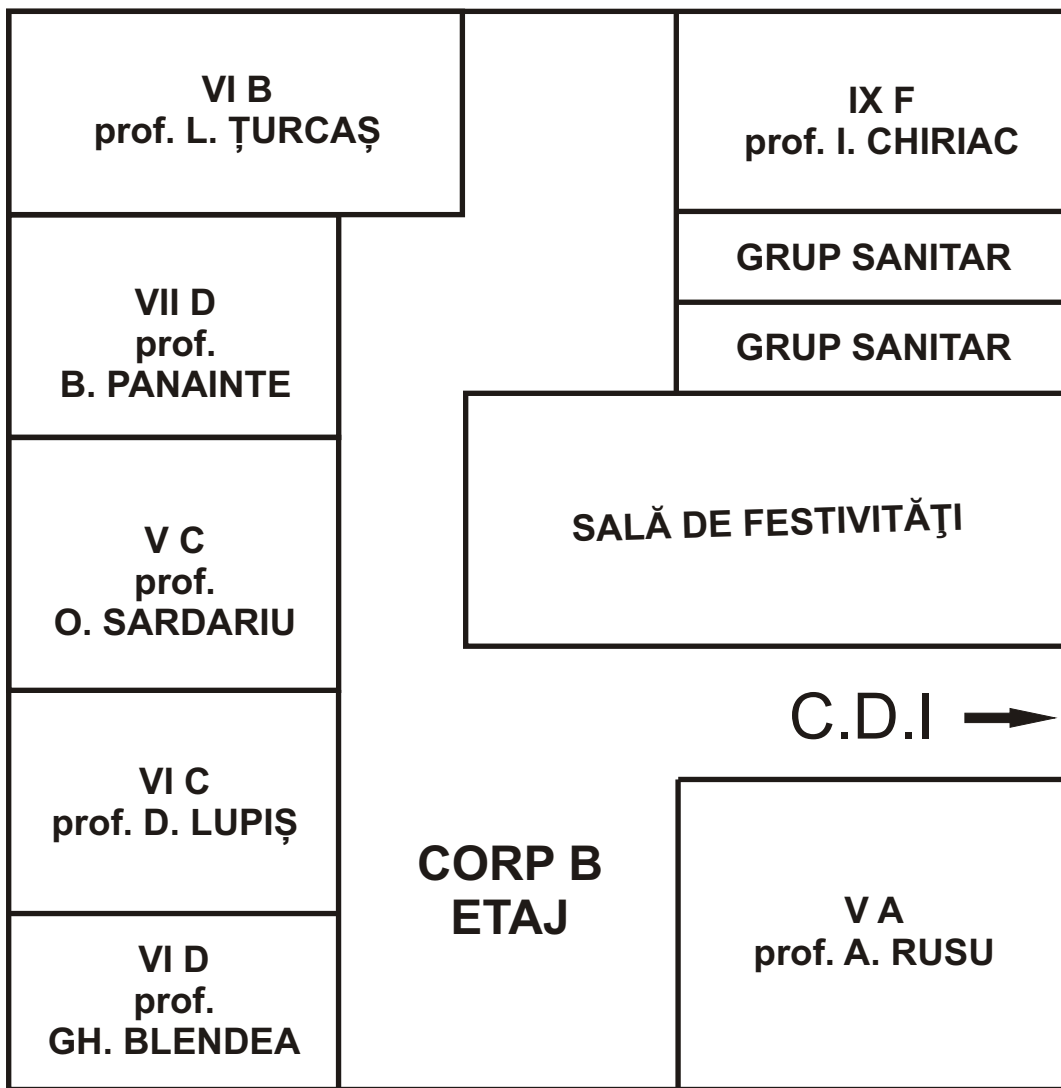 VI B
prof. L. ȚURCAȘ
IX F
prof. I. CHIRIAC
GRUP SANITAR
GRUP SANITAR
VII D
prof.
B. PANAINTE
SALĂ DE FESTIVITĂŢI
V C
prof.
O. SARDARIU
C.D.I
VI C
prof. D. LUPIȘ
CORP B
ETAJ
V A
prof. A. RUSU
VI D
prof.
GH. BLENDEA